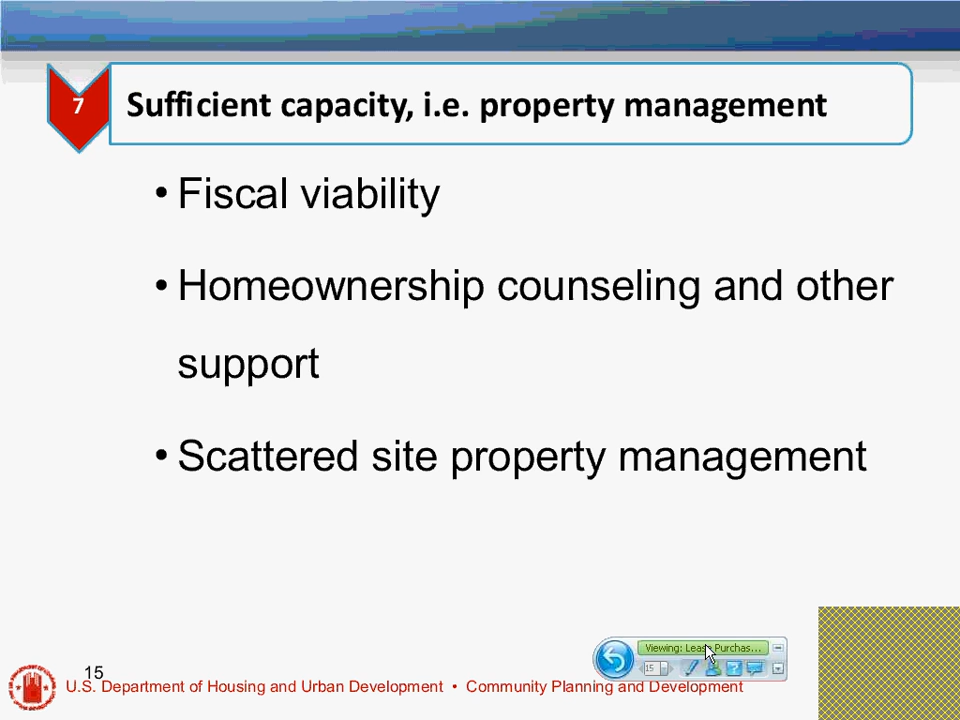 7
Sufficient capacity, i.e. property management
• Fiscal viability
• Homeownership counseling and other
support
• Scattered site property management
Viewing: Lease Purchas...
15
15
U.S. Department of Housing and Urban Development • Community Planning and Development